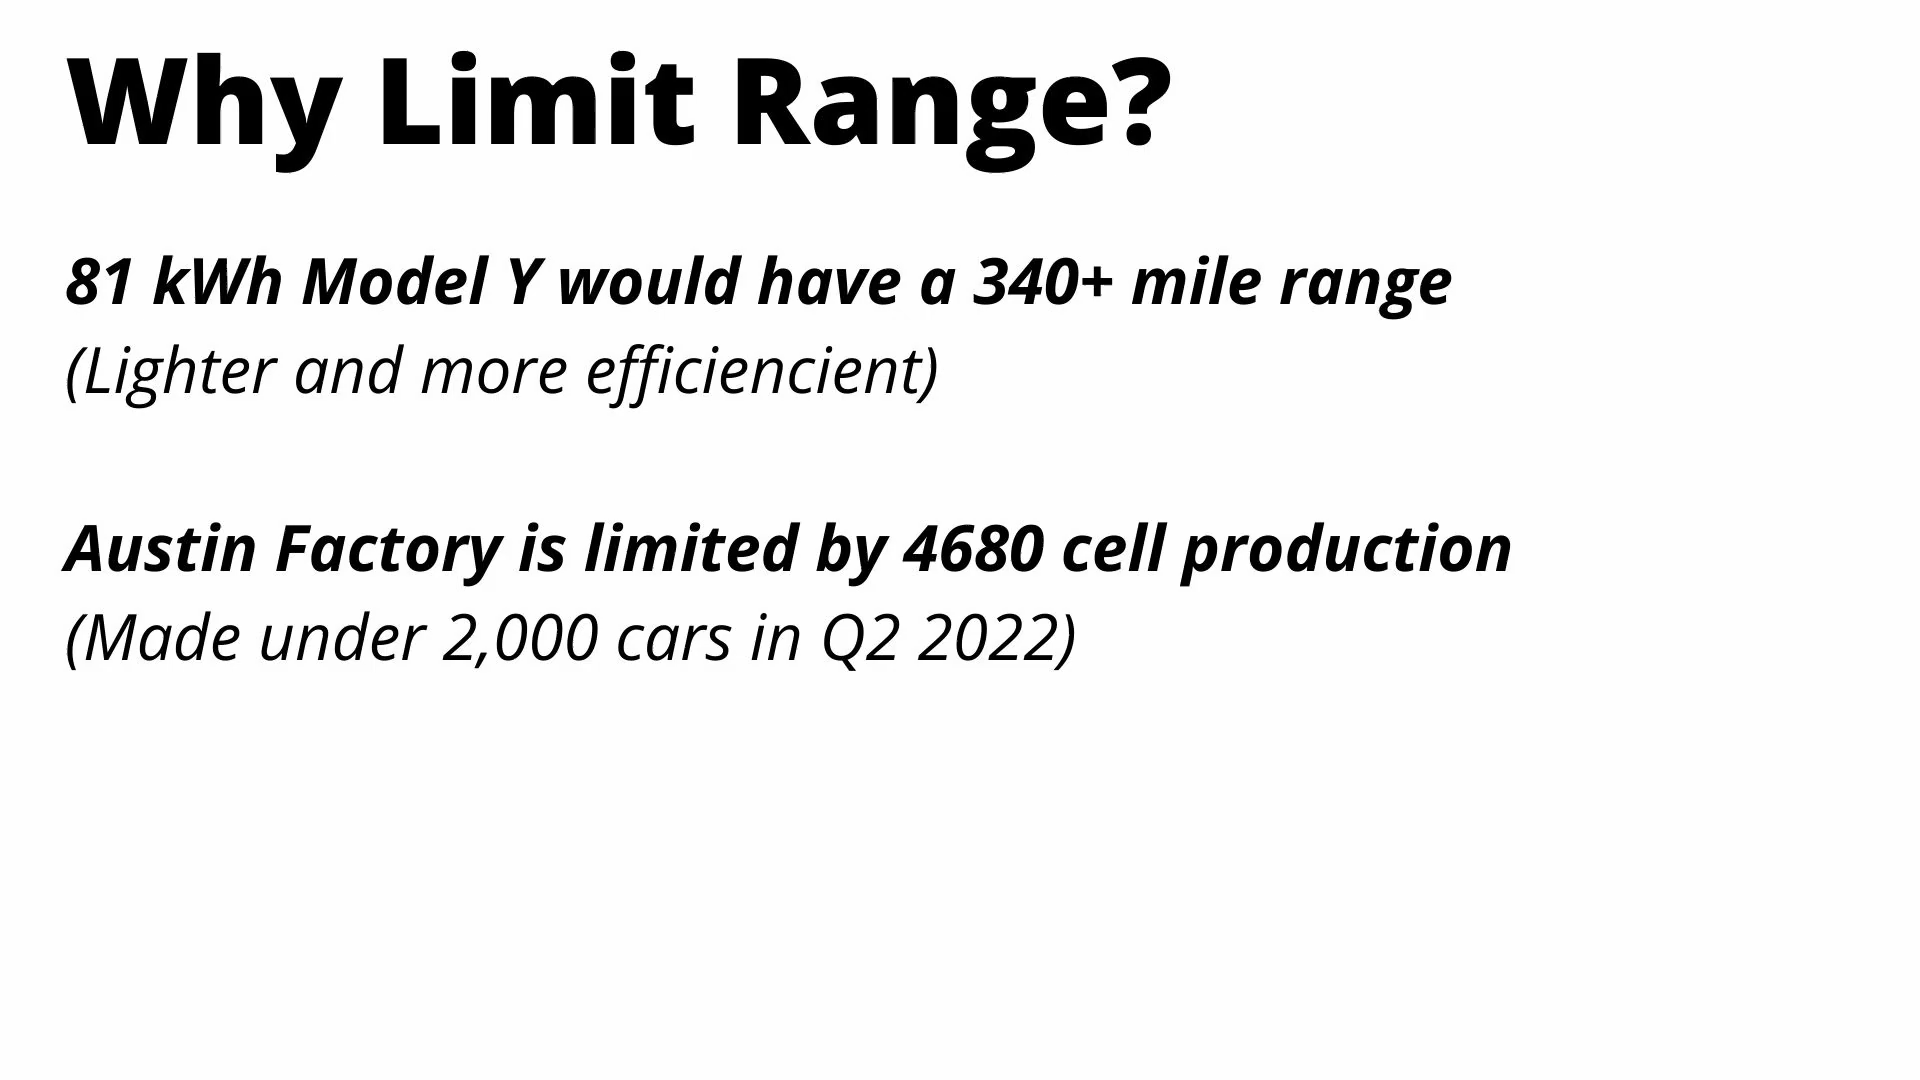 Why Limit Range?
81 kWh Model Y would have a 340+ mile range
(Lighter and more efficiencient)
Austin Factory is limited by 4680 cell production
(Made under 2,000 cars in Q2 2022)